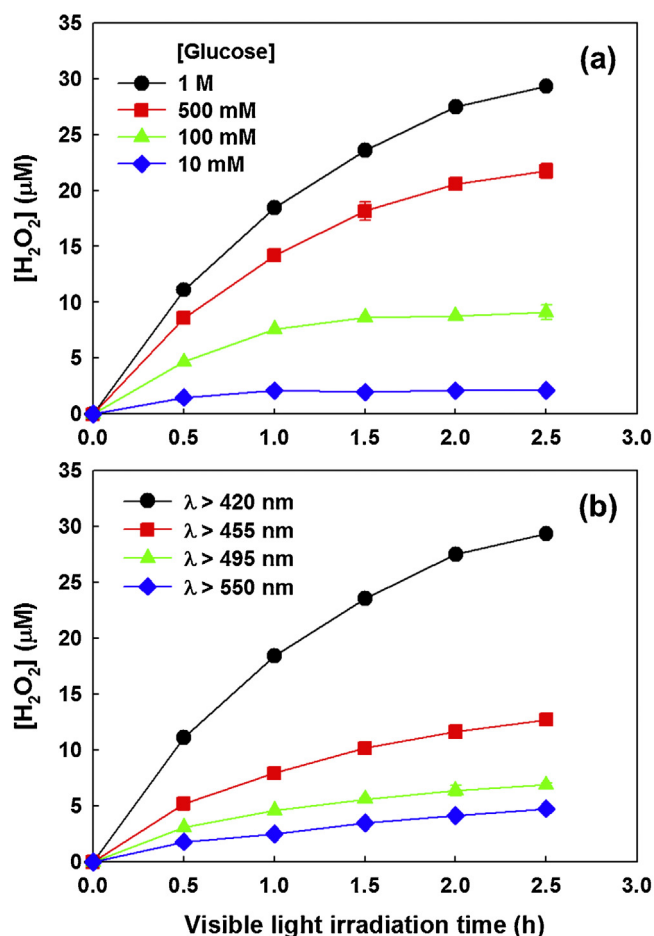 (a)
[Glucose]
1 M
500 mM
100 mM
10 mM
[H₂O₂] (μM)
35
30
25
20
15
10
5
0
0.0 0.5 1.0 1.5 2.0 2.5 3.0
(b)
λ > 420 nm
λ > 455 nm
λ > 495 nm
λ > 550 nm
[H₂O₂] (μM)
35
30
25
20
15
10
5
0
0.0 0.5 1.0 1.5 2.0 2.5 3.0
Visible light irradiation time (h)